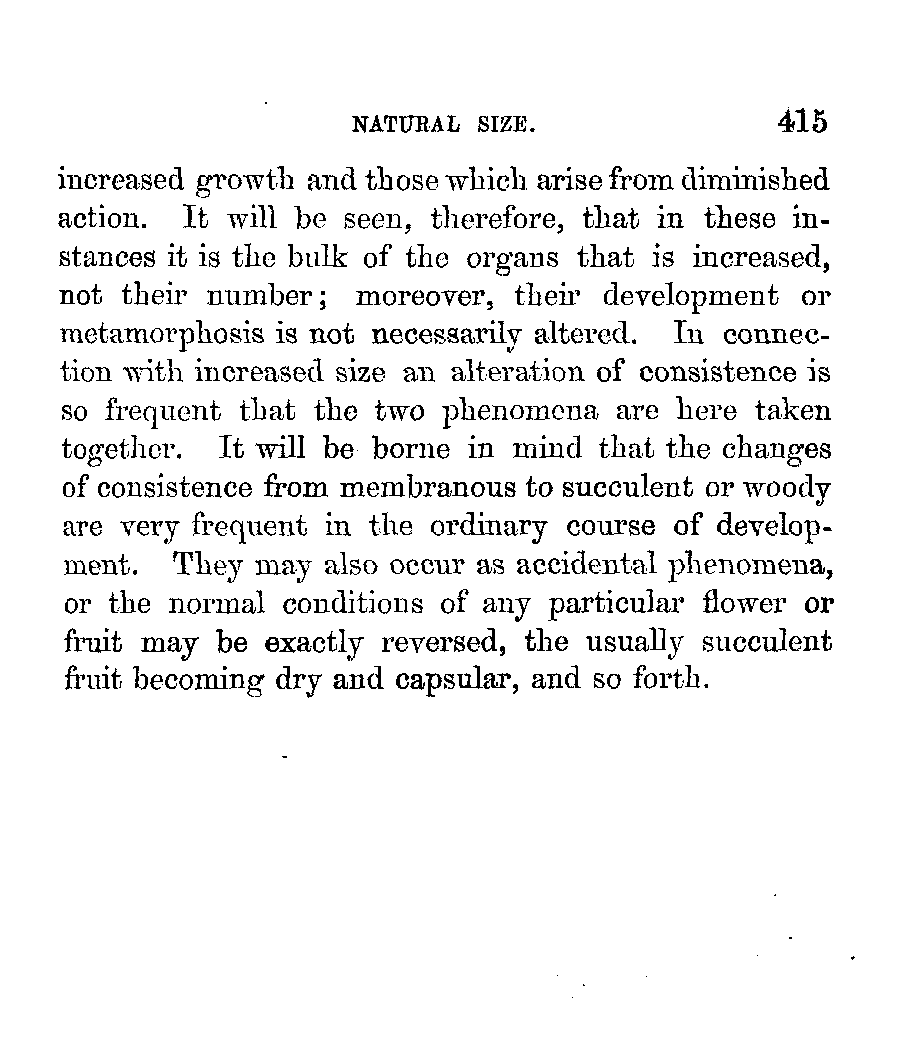 NATURAL SIZE. 415
increased growth and those which arise from diminished
action. It will be seen, therefore, that in these in-
stances it is the bulk of the organs that is increased,
not their number; moreover, their development or
metamorphosis is not necessarily altered. In connec-
tion with increased size an alteration of consistence is
so frequent that the two phenomena are here taken
together. It will be borne in mind that the changes
of consistence from membranous to succulent or woody
are very frequent in the ordinary course of develop-
ment. They may also occur as accidental phenomena,
or the normal conditions of any particular flower or
fruit may be exactly reversed, the usually succulent
fruit becoming dry and capsular, and so forth.